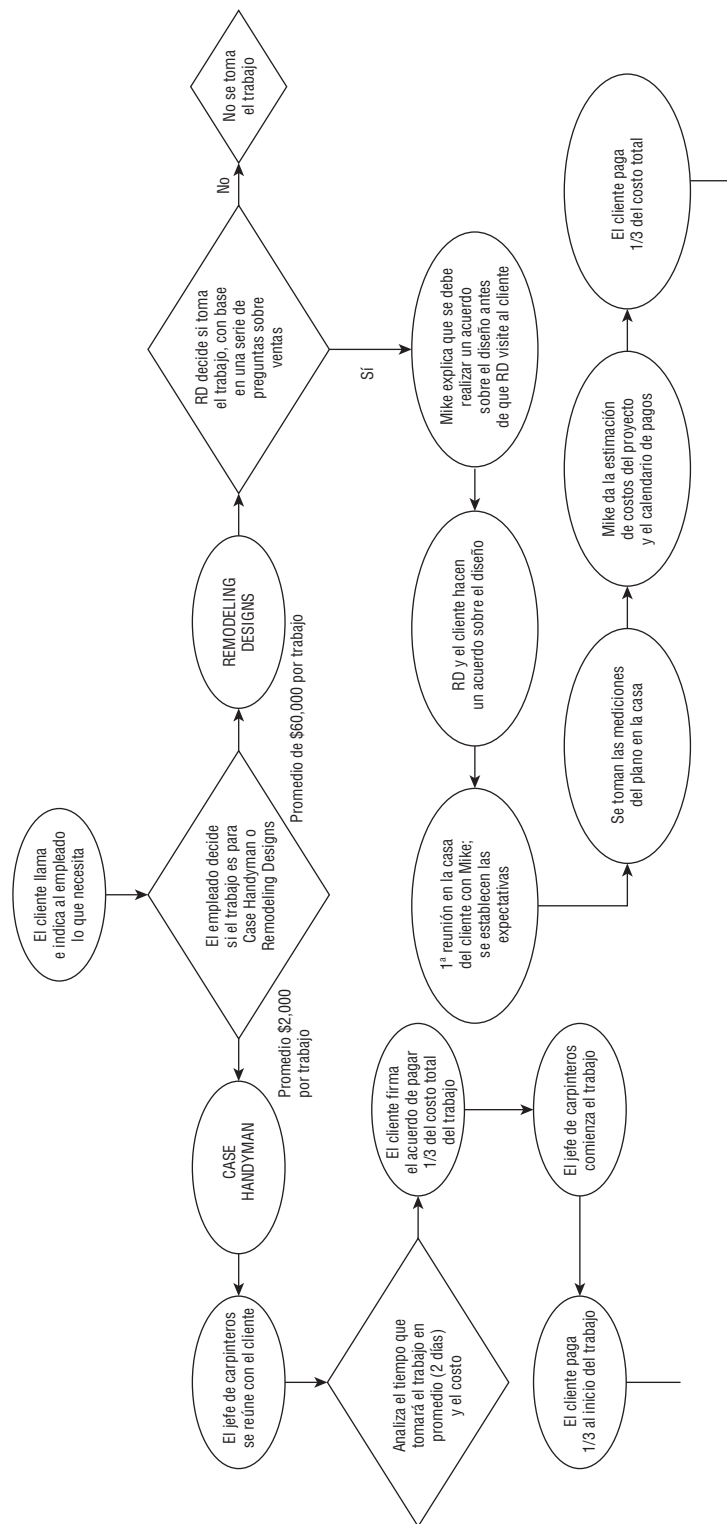 El cliente llama
e indica al empleado
lo que necesita
El empleado decide
si el trabajo es para
Case Handyman o
Remodeling Designs
Promedio $2,000
por trabajo
Promedio de $60,000 por trabajo
CASE
HANDYMAN
El jefe de carpinteros
se reúne con el cliente
Analiza el tiempo que
tomará el trabajo en
promedio (2 días)
y el costo
El cliente firma
el acuerdo de pagar
1/3 del costo total
del trabajo
El jefe de carpinteros
comienza el trabajo
El cliente paga
1/3 al inicio del trabajo
REMODELING
DESIGNS
RD decide si toma
el trabajo, con base
en una serie de
preguntas sobre
ventas
No
No se toma
el trabajo
Sí
Mike explica que se debe
realizar un acuerdo
sobre el diseño antes
de que RD visite al cliente
RD y el cliente hacen
un acuerdo sobre el diseño
1ª reunión en la casa
del cliente con Mike;
se establecen las
expectativas
Se toman las mediciones
del plano en la casa
Mike da la estimación
de costos del proyecto
y el calendario de pagos
El cliente paga
1/3 del costo total